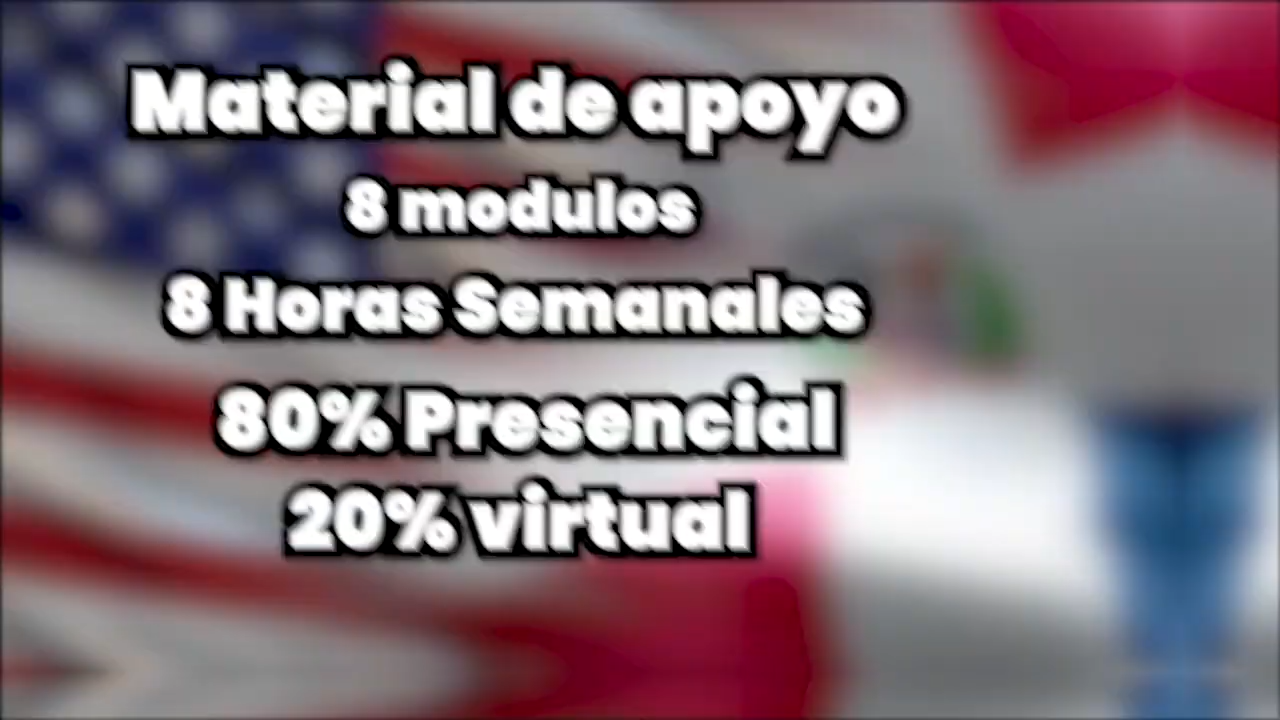 Material de apoyo
8 modulos
8 Horas Semanales
80% Presencial
20% virtual